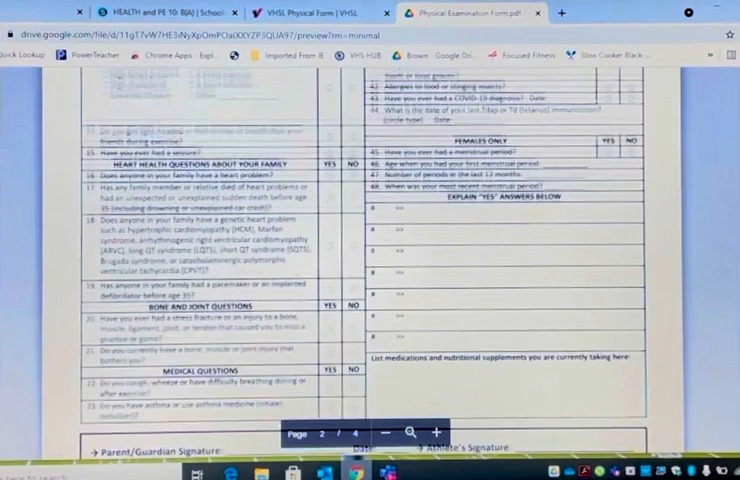 HEALTH and PE 10: 8(A) | School
VHSL Physical Form | VHSL
Physical Examination Form.pdf
drive.google.com/file/d/11gT7vW7HE3iNyXpOmPOalXXYZP3QUA97/preview?rm=minimal
Quick Lookup
PowerTeacher
Chrome Apps - Expl...
Imported From IE
VHS HUB
Brown - Google Dri...
Focused Fitness
Slow Cooker Black...
friends during exercise?
15. Have you ever had a seizure?
HEART HEALTH QUESTIONS ABOUT YOUR FAMILY YES NO
16. Does anyone in your family have a heart problem?
17. Has any family member or relative died of heart problems or
had an unexpected or unexplained sudden death before age
35 (including drowning or unexplained car crash)?
18. Does anyone in your family have a genetic heart problem
such as hypertrophic cardiomyopathy (HCM), Marfan
syndrome, arrhythmogenic right ventricular cardiomyopathy
(ARVC), long QT syndrome (LQTS), short QT syndrome (SQTS),
Brugada syndrome, or catecholaminergic polymorphic
ventricular tachycardia (CPVT)?
19. Has anyone in your family had a pacemaker or an implanted
defibrillator before age 35?
BONE AND JOINT QUESTIONS YES NO
20. Have you ever had a stress fracture or an injury to a bone,
muscle, ligament, joint, or tendon that caused you to miss a
practice or game?
21. Do you currently have a bone, muscle or joint injury that
bothers you?
MEDICAL QUESTIONS YES NO
22. Do you cough, wheeze or have difficulty breathing during or
after exercise?
23. Do you have asthma or use asthma medicine (inhaler,
nebulizer)?
42. Allergies to food or stinging insects?
43. Have you ever had a COVID-19 diagnosis? Date:
44. What is the date of your last Tdap or Td (tetanus) immunization?
(circle type) Date:
FEMALES ONLY YES NO
45. Have you ever had a menstrual period?
46. Age when you had your first menstrual period:
47. Number of periods in the last 12 months:
48. When was your most recent menstrual period?
EXPLAIN "YES" ANSWERS BELOW
# >>
# >>
# >>
# >>
# >>
# >>
# >>
List medications and nutritional supplements you are currently taking here:
Page 2 / 4
→ Parent/Guardian Signature: Date: → Athlete's Signature:
here to search